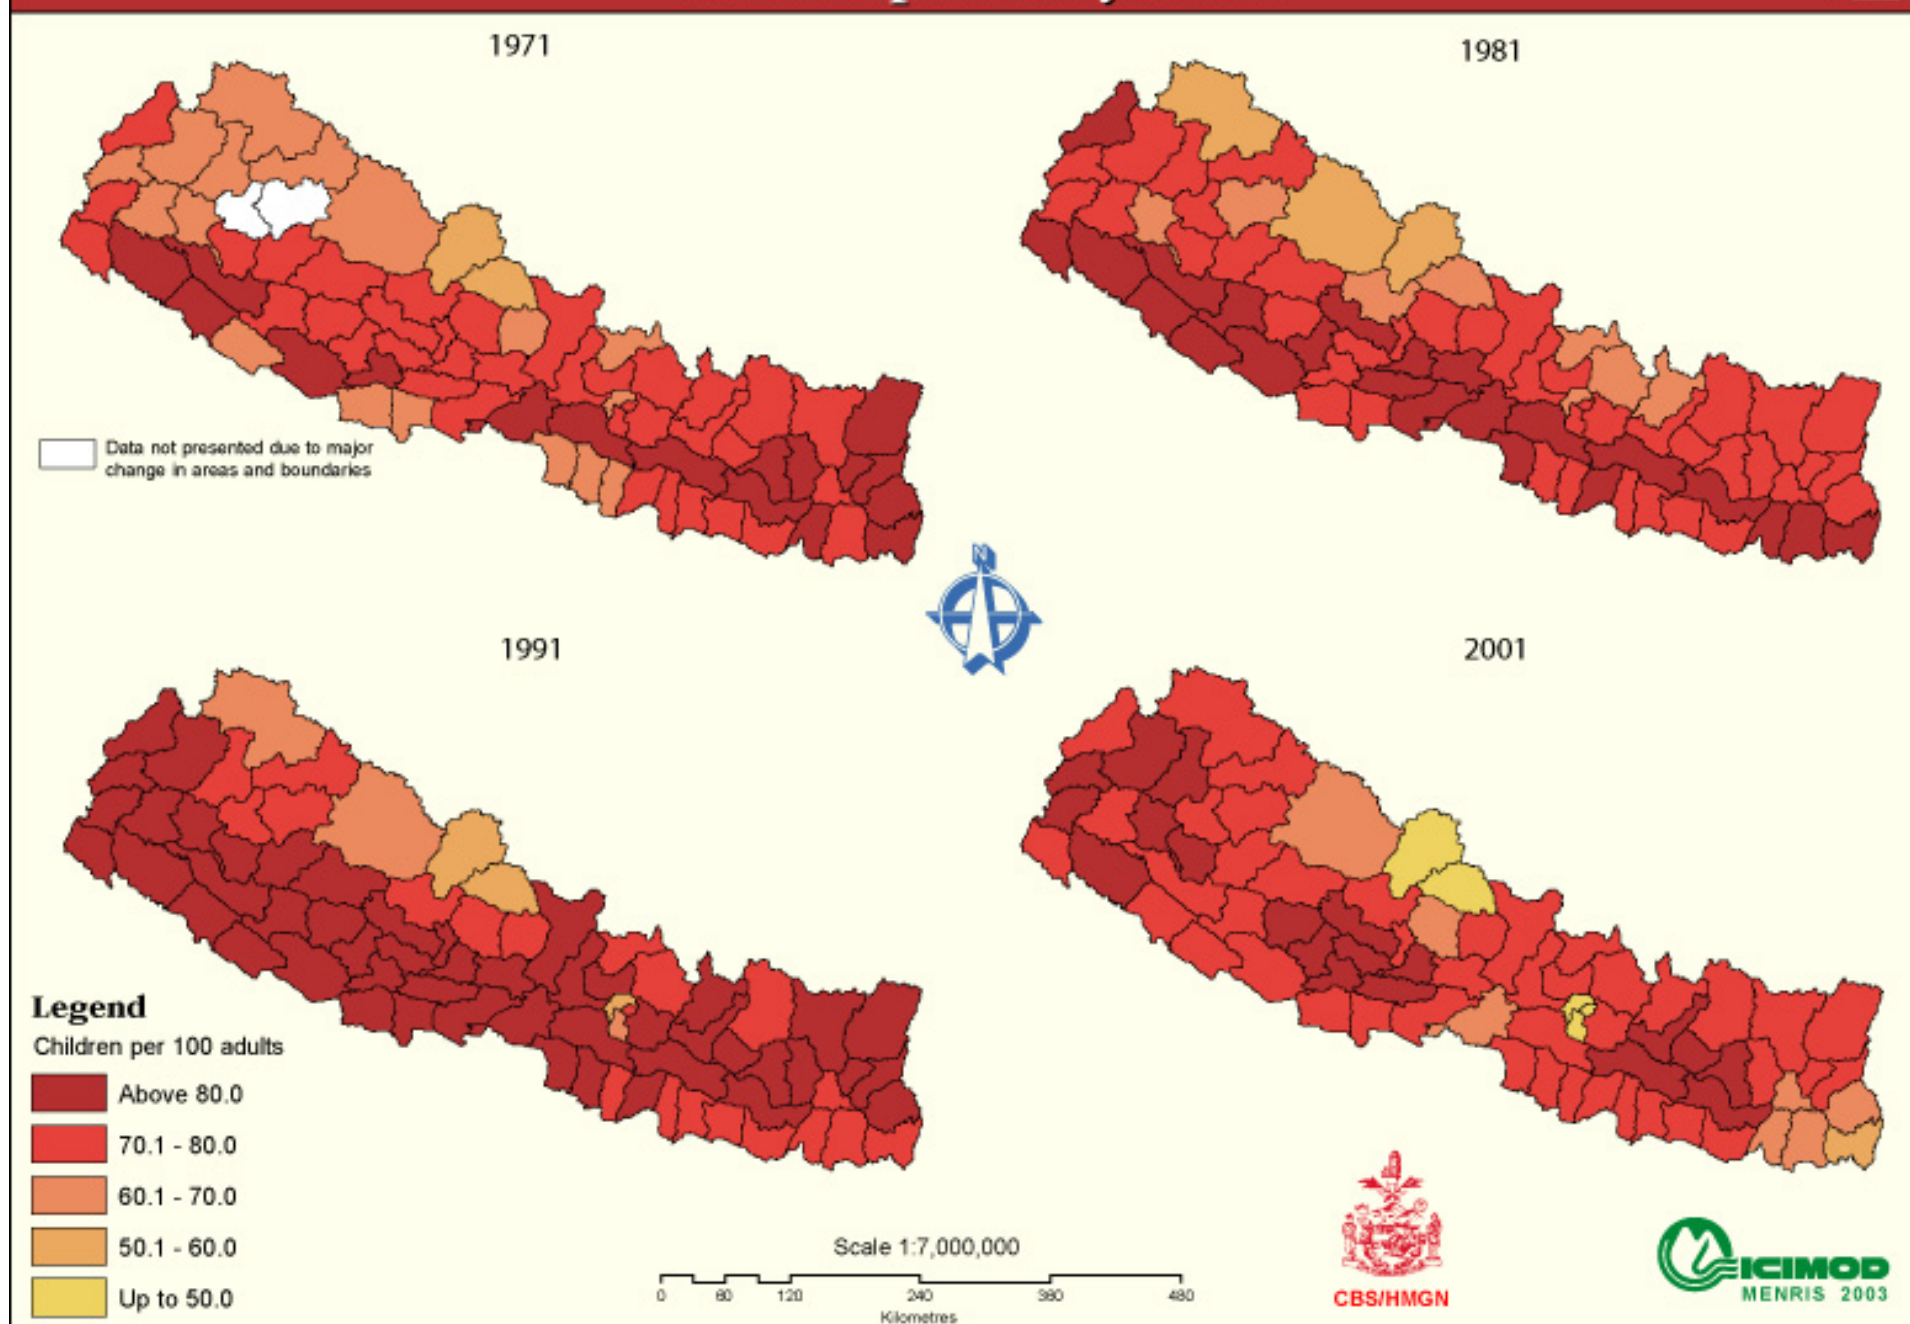 1971
1981
Data not presented due to major
change in areas and boundaries
N
1991
2001
Legend
Children per 100 adults
Above 80.0
70.1 - 80.0
60.1 - 70.0
50.1 - 60.0
Up to 50.0
Scale 1:7,000,000
0 60 120 240 360 480
Kilometres
CBS/HMGN
ICIMOD
MENRIS 2003